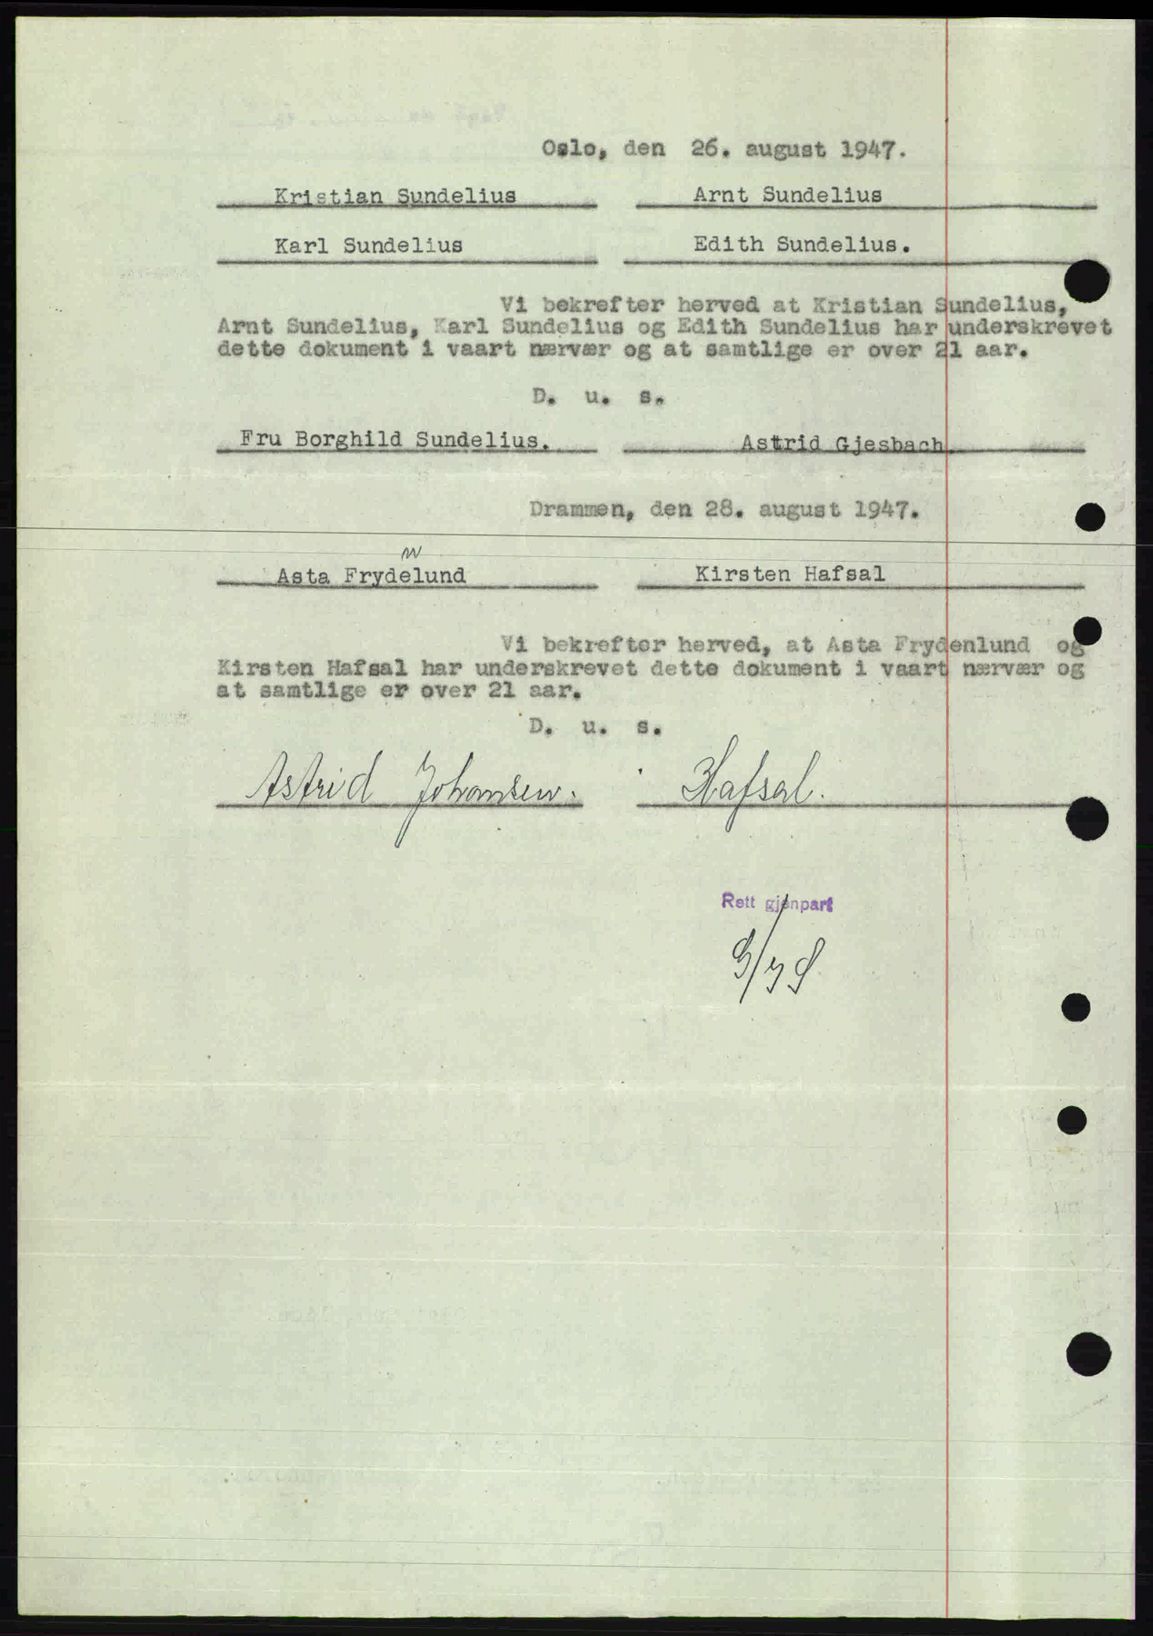 Oslo, den 26. august 1947.
Kristian Sundelius Arnt Sundelius
Karl Sundelius Edith Sundelius.
Vi bekrefter herved at Kristian Sundelius,
Arnt Sundelius, Karl Sundelius og Edith Sundelius har underskrevet
dette dokument i vaart nærvær og at samtlige er over 21 aar.
D. u. s.
Fru Borghild Sundelius. Astrid Gjesbach.
Drammen, den 28. august 1947.
n
Asta Frydelund Kirsten Hafsal
Vi bekrefter herved, at Asta Frydenlund og
Kirsten Hafsal har underskrevet dette dokument i vaart nærvær og
at samtlige er over 21 aar.
D. u. s.
Astrid Johansen. Hafsal.
Rett gjenpart